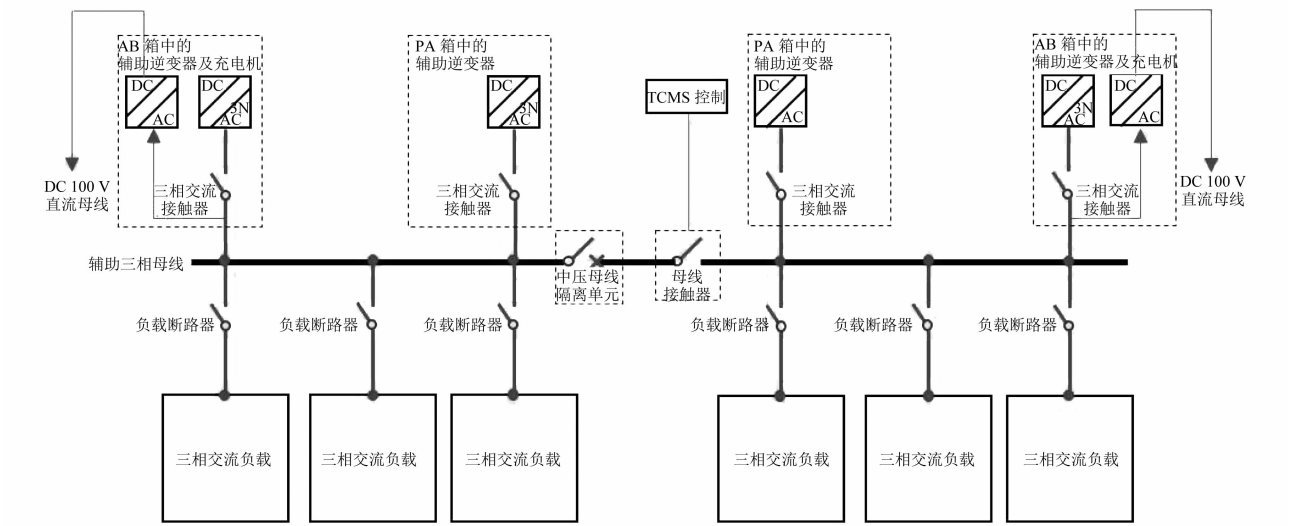 AB 箱中的
辅助逆变器及充电机
DC
AC
DC
3N
AC
DC 100 V
直流母线
三相交流
接触器
PA 箱中的
辅助逆变器
DC
3N
AC
三相交流
接触器
TCMS 控制
PA 箱中的
辅助逆变器
DC
AC
三相交流
接触器
AB 箱中的
辅助逆变器及充电机
DC
3N
AC
DC
AC
三相交流
接触器
DC 100 V
直流母线
辅助三相母线
中压母线
隔离单元
母线
接触器
负载断路器
负载断路器
负载断路器
负载断路器
负载断路器
负载断路器
三相交流负载
三相交流负载
三相交流负载
三相交流负载
三相交流负载
三相交流负载